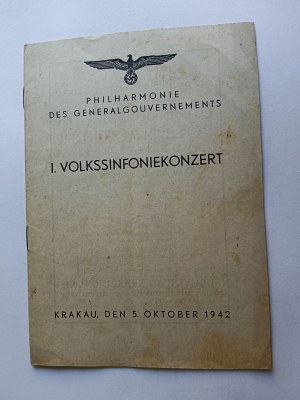 PHILHARMONIE
DES GENERALGOUVERNEMENTS
I. VOLKSSINFONIEKONZERT
KRAKAU, DEN 5. OKTOBER 1942